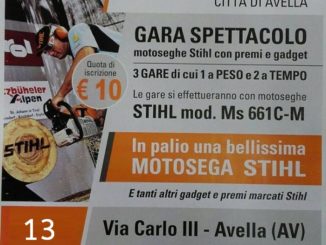 CITTÀ DI AVELLA
GARA SPETTACOLO
motoseghe Stihl con premi e gadget
Quota di
iscrizione
€ 10
3 GARE di cui 1 a PESO e 2 a TEMPO
Le gare si effettueranno con motoseghe
STIHL mod. Ms 661C-M
Kitzbüheler
Alpen
STIHL
In palio una bellissima
MOTOSEGA STIHL
E tanti altri gadget e premi marcati Stihl
13
Via Carlo III - Avella (AV)